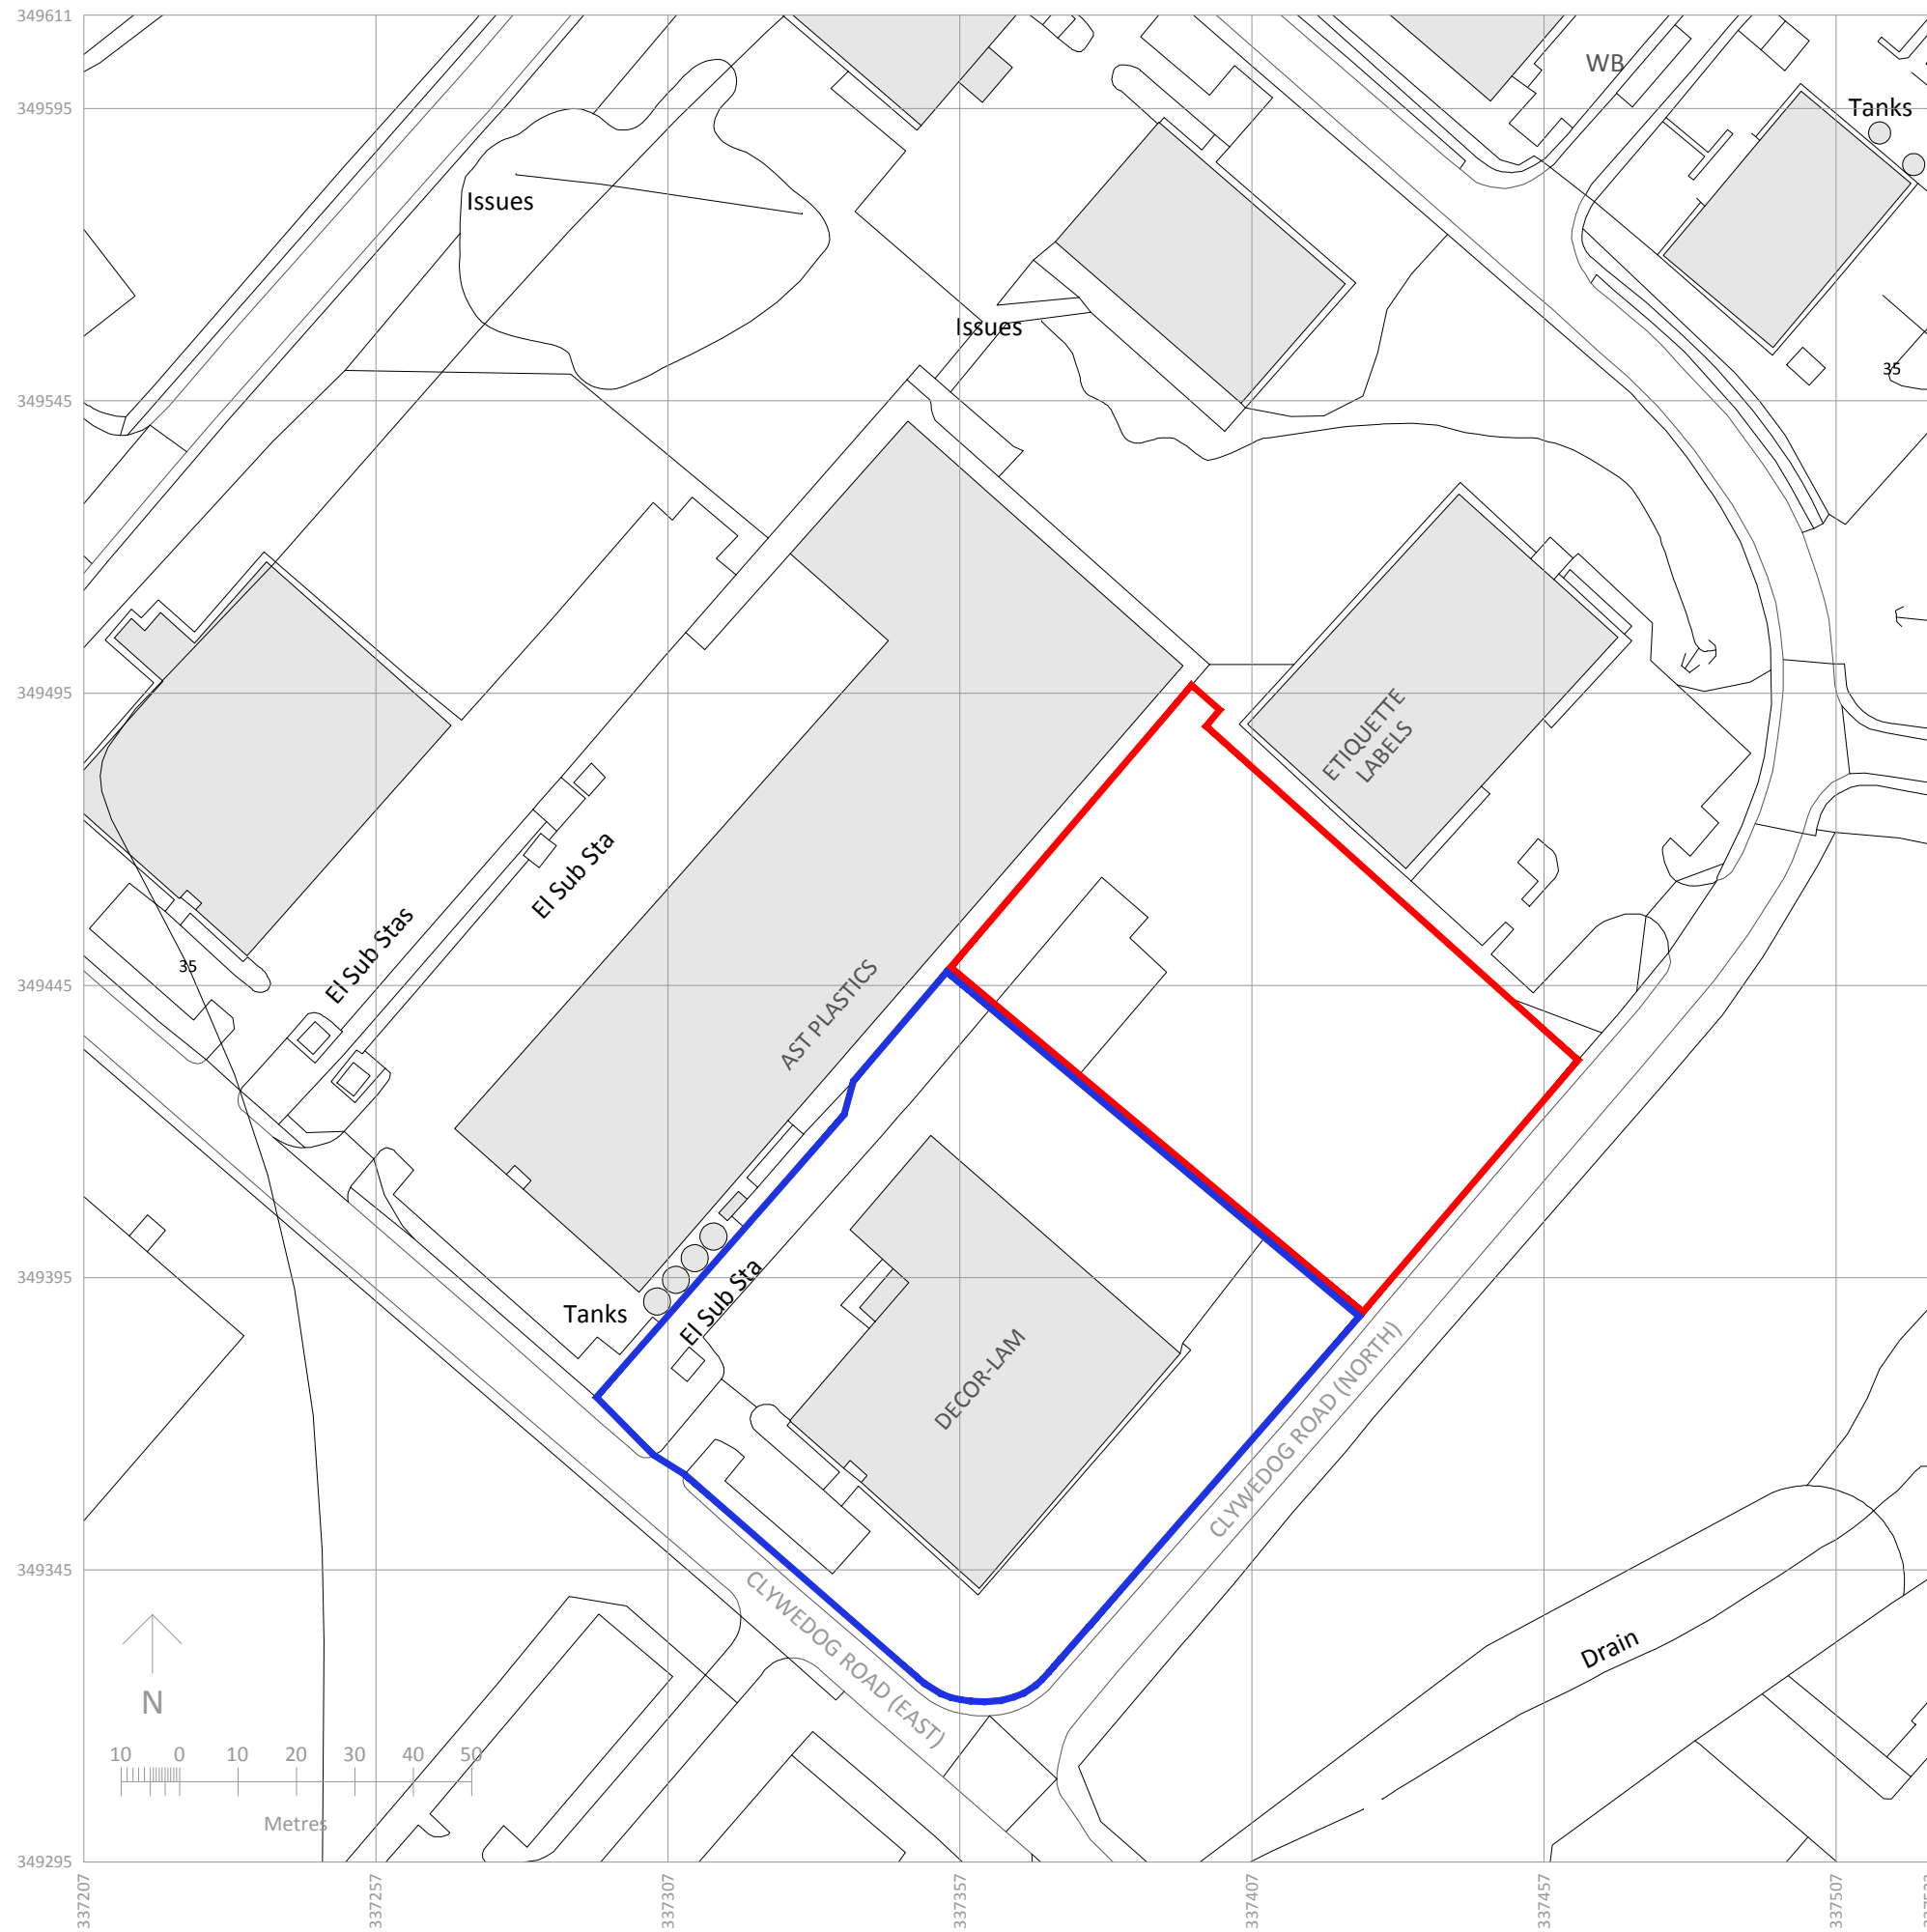 349611
WB
349595
Tanks
Issues
Issues
35
349545
349495
ETIQUETTE
LABELS
El Sub Sta
El Sub Stas
35
AST PLASTICS
349445
349395
El Sub Sta
Tanks
DECOR-LAM
CLYWEDOG ROAD (NORTH)
349345
CLYWEDOG ROAD (EAST)
Drain
N
10 0 10 20 30 40 50
Metres
349295
337207
337257
337307
337357
337407
337457
337507